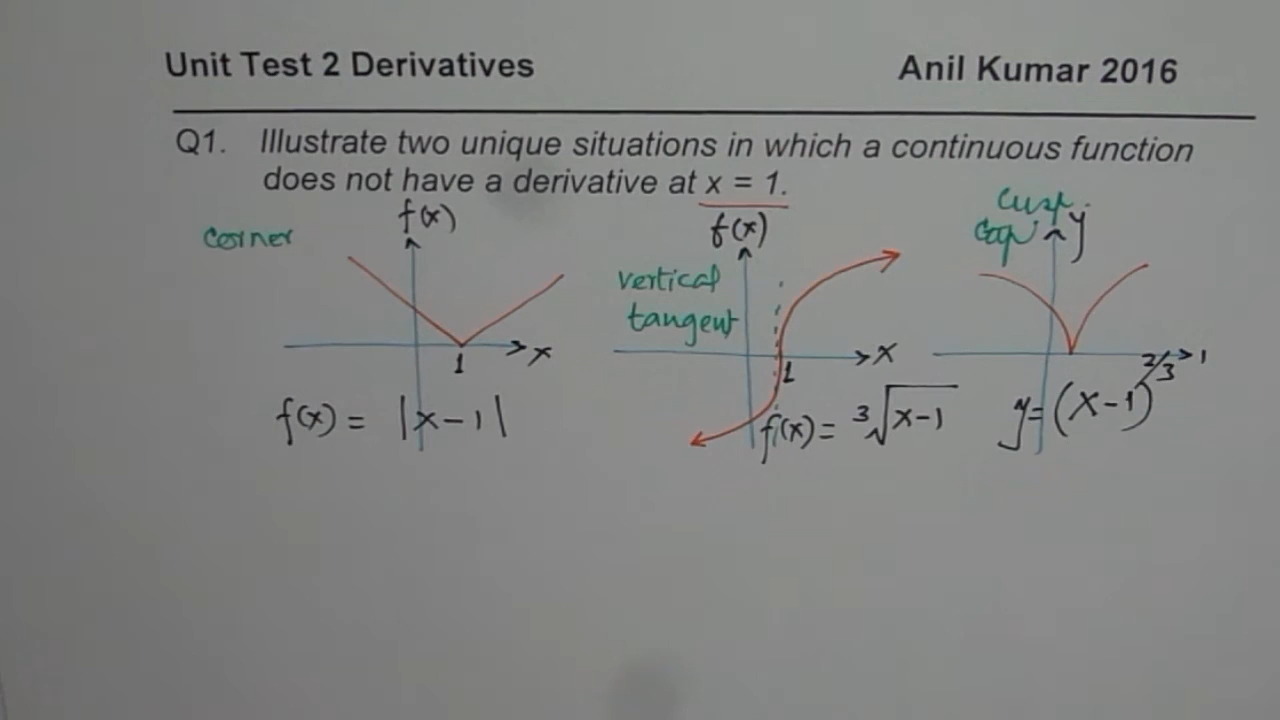 Unit Test 2 Derivatives Anil Kumar 2016
Q1. Illustrate two unique situations in which a continuous function
does not have a derivative at x = 1.
corner
f(x)
1
x
f(x) = |x-1|
f(x)
vertical
tangent
1
x
f(x) = ³√x-1
Cusp
y
y=(x-1)^2/3